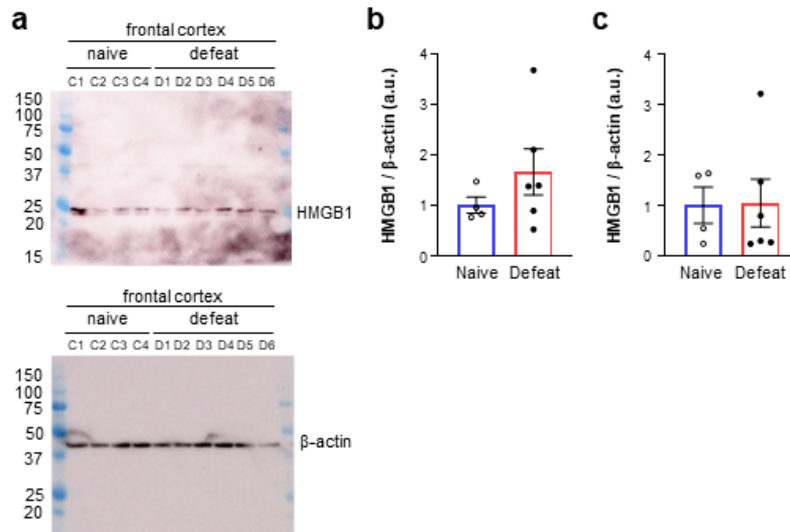 a
frontal cortex
naive defeat
C1 C2 C3 C4 D1 D2 D3 D4 D5 D6
150
100
75
50
37
25
20
15
HMGB1
frontal cortex
naive defeat
C1 C2 C3 C4 D1 D2 D3 D4 D5 D6
150
100
75
50
37
25
20
β-actin
b
HMGB1 / β-actin (a.u.)
4
3
2
1
0
Naive Defeat
c
HMGB1 / β-actin (a.u.)
4
3
2
1
0
Naive Defeat